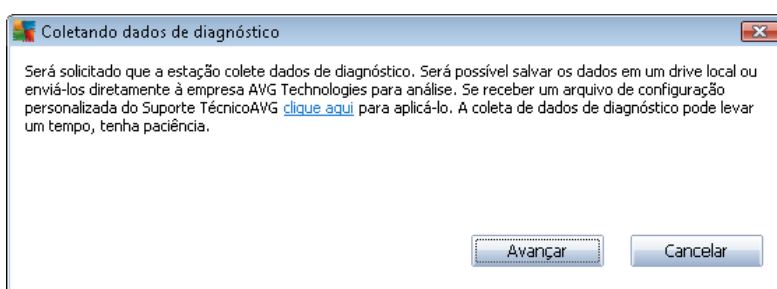 Coletando dados de diagnóstico
Será solicitado que a estação colete dados de diagnóstico. Será possível salvar os dados em um drive local ou
enviá-los diretamente à empresa AVG Technologies para análise. Se receber um arquivo de configuração
personalizada do Suporte TécnicoAVG clique aqui para aplicá-lo. A coleta de dados de diagnóstico pode levar
um tempo, tenha paciência.
Avançar Cancelar